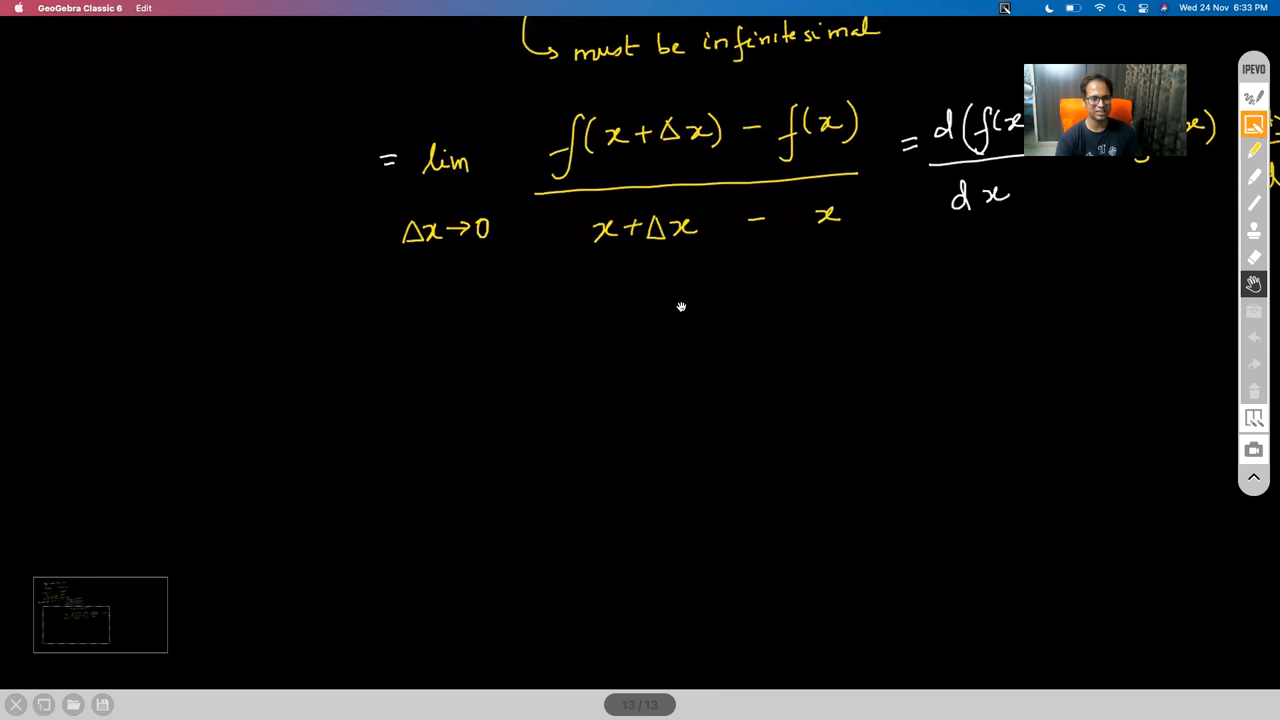 GeoGebra Classic 6 Edit Wed 24 Nov 6:33 PM
must be infinitesimal
IPEVO
= lim f(x+Δx) − f(x) = d(f(x x)
Δx→0 x+Δx − x dx
13 / 13